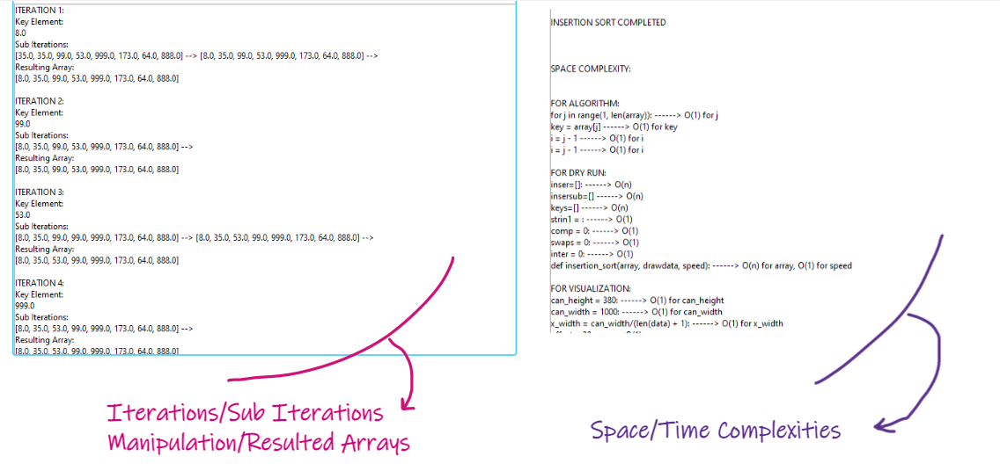 ITERATION 1:
Key Element:
8.0
Sub Iterations:
[35.0, 35.0, 99.0, 53.0, 999.0, 173.0, 64.0, 888.0] --> [8.0, 35.0, 99.0, 53.0, 999.0, 173.0, 64.0, 888.0] -->
Resulting Array:
[8.0, 35.0, 99.0, 53.0, 999.0, 173.0, 64.0, 888.0]
ITERATION 2:
Key Element:
99.0
Sub Iterations:
[8.0, 35.0, 99.0, 53.0, 999.0, 173.0, 64.0, 888.0] -->
Resulting Array:
[8.0, 35.0, 99.0, 53.0, 999.0, 173.0, 64.0, 888.0]
ITERATION 3:
Key Element:
53.0
Sub Iterations:
[8.0, 35.0, 99.0, 99.0, 999.0, 173.0, 64.0, 888.0] --> [8.0, 35.0, 53.0, 99.0, 999.0, 173.0, 64.0, 888.0] -->
Resulting Array:
[8.0, 35.0, 53.0, 99.0, 999.0, 173.0, 64.0, 888.0]
ITERATION 4:
Key Element:
999.0
Sub Iterations:
[8.0, 35.0, 53.0, 99.0, 999.0, 173.0, 64.0, 888.0] -->
Resulting Array:
[8.0, 35.0, 53.0, 99.0, 999.0, 173.0, 64.0, 888.0]
Iterations/Sub Iterations
Manipulation/Resulted Arrays
INSERTION SORT COMPLETED
SPACE COMPLEXITY:
FOR ALGORITHM:
for j in range(1, len(array)): ------> O(1) for j
key = array[j] ------> O(1) for key
i = j - 1 ------> O(1) for i
i = j - 1 ------> O(1) for i
FOR DRY RUN:
inser=[]: ------> O(n)
insersub=[] ------> O(n)
keys=[] ------> O(n)
strin1 = : ------> O(1)
comp = 0: ------> O(1)
swaps = 0: ------> O(1)
inter = 0: ------> O(1)
def insertion_sort(array, drawdata, speed): ------> O(n) for array, O(1) for speed
FOR VISUALIZATION:
can_height = 380: ------> O(1) for can_height
can_width = 1000: ------> O(1) for can_width
x_width = can_width/(len(data) + 1): ------> O(1) for x_width
Space/Time Complexities